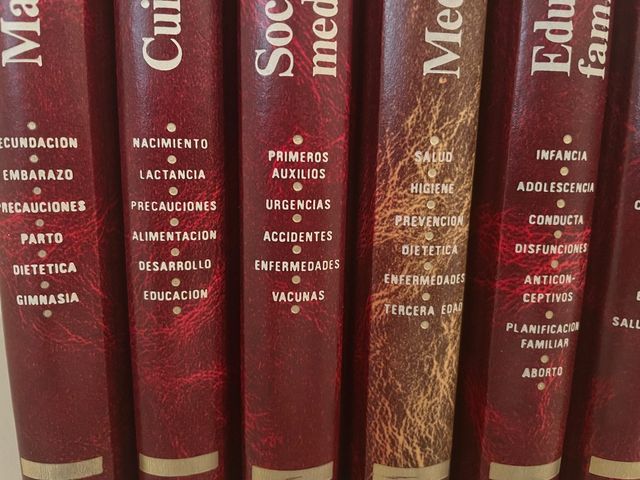 Ma
ECUNDACION
EMBARAZO
PRECAUCIONES
PARTO
DIETETICA
GIMNASIA
Cui
NACIMIENTO
LACTANCIA
PRECAUCIONES
ALIMENTACION
DESARROLLO
EDUCACION
Soc
med
PRIMEROS
AUXILIOS
URGENCIAS
ACCIDENTES
ENFERMEDADES
VACUNAS
Med
SALUD
HIGIENE
PREVENCION
DIETETICA
ENFERMEDADES
TERCERA EDAD
Edu
fam
INFANCIA
ADOLESCENCIA
CONDUCTA
DISFUNCIONES
ANTICON-
CEPTIVOS
PLANIFICACION
FAMILIAR
ABORTO
SALU